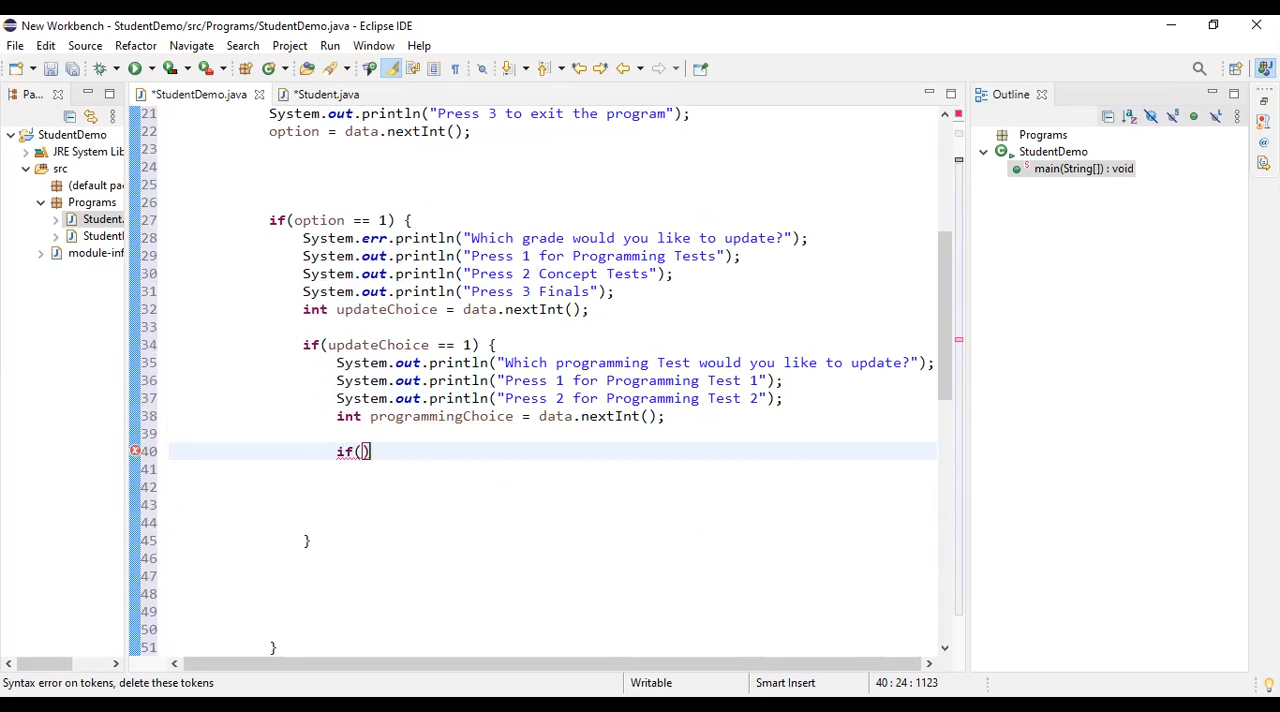 New Workbench - StudentDemo/src/Programs/StudentDemo.java - Eclipse IDE
File Edit Source Refactor Navigate Search Project Run Window Help
Pa...
*StudentDemo.java
*Student.java
Outline
StudentDemo
JRE System Lib
src
(default pa
Programs
Student.
Student
module-inf
21 System.out.println("Press 3 to exit the program");
22 option = data.nextInt();
23
24
25
26
27 if(option == 1) {
28 System.err.println("Which grade would you like to update?");
29 System.out.println("Press 1 for Programming Tests");
30 System.out.println("Press 2 Concept Tests");
31 System.out.println("Press 3 Finals");
32 int updateChoice = data.nextInt();
33
34 if(updateChoice == 1) {
35 System.out.println("Which programming Test would you like to update?");
36 System.out.println("Press 1 for Programming Test 1");
37 System.out.println("Press 2 for Programming Test 2");
38 int programmingChoice = data.nextInt();
39
40 if()
41
42
43
44
45 }
46
47
48
49
50
51 }
Programs
StudentDemo
main(String[]) : void
Syntax error on tokens, delete these tokens
Writable
Smart Insert
40 : 24 : 1123